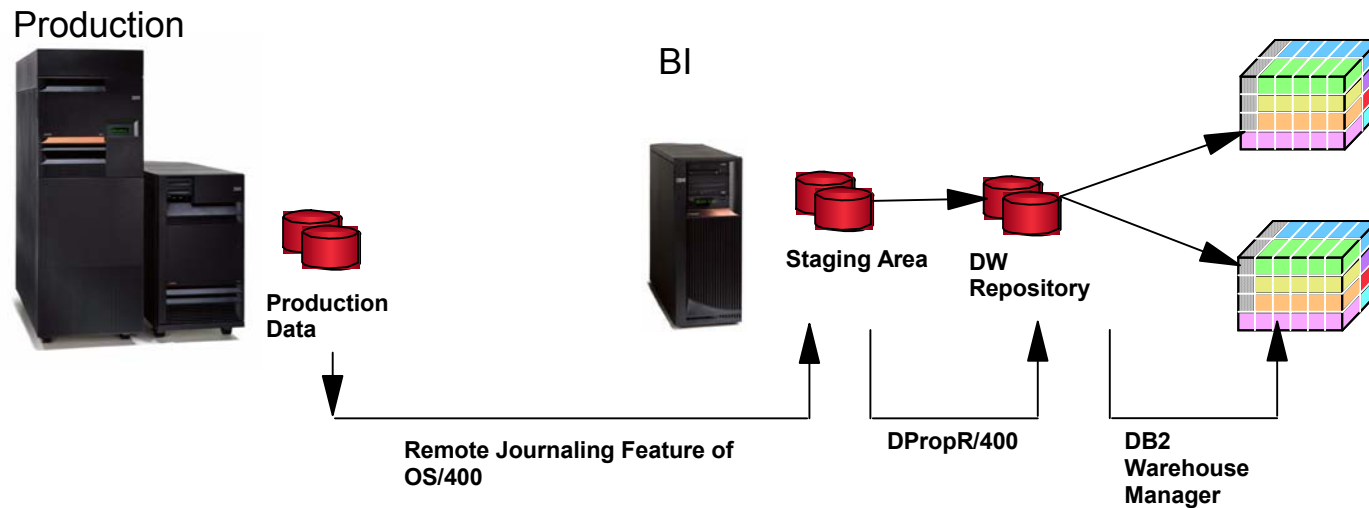 Production
BI
Production
Data
Staging Area
DW
Repository
Remote Journaling Feature of
OS/400
DPropR/400
DB2
Warehouse
Manager